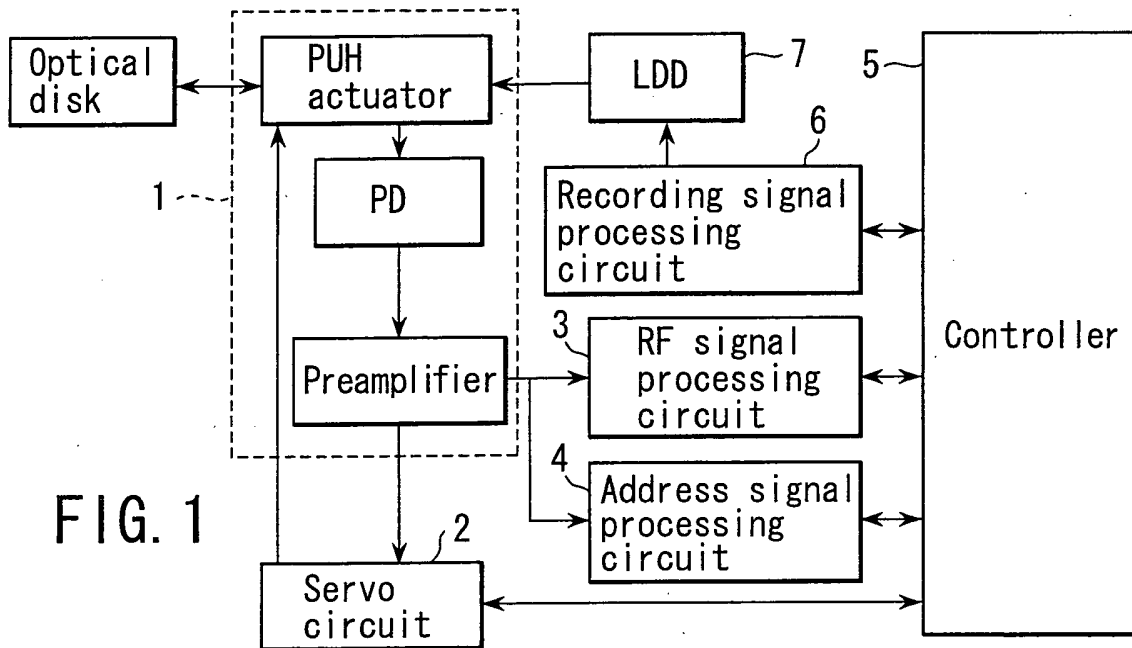 Optical
disk
PUH
actuator
LDD
7
5
6
1
PD
Recording signal
processing
circuit
Controller
3
RF signal
processing
circuit
Preamplifier
4
Address signal
processing
circuit
FIG. 1
2
Servo
circuit